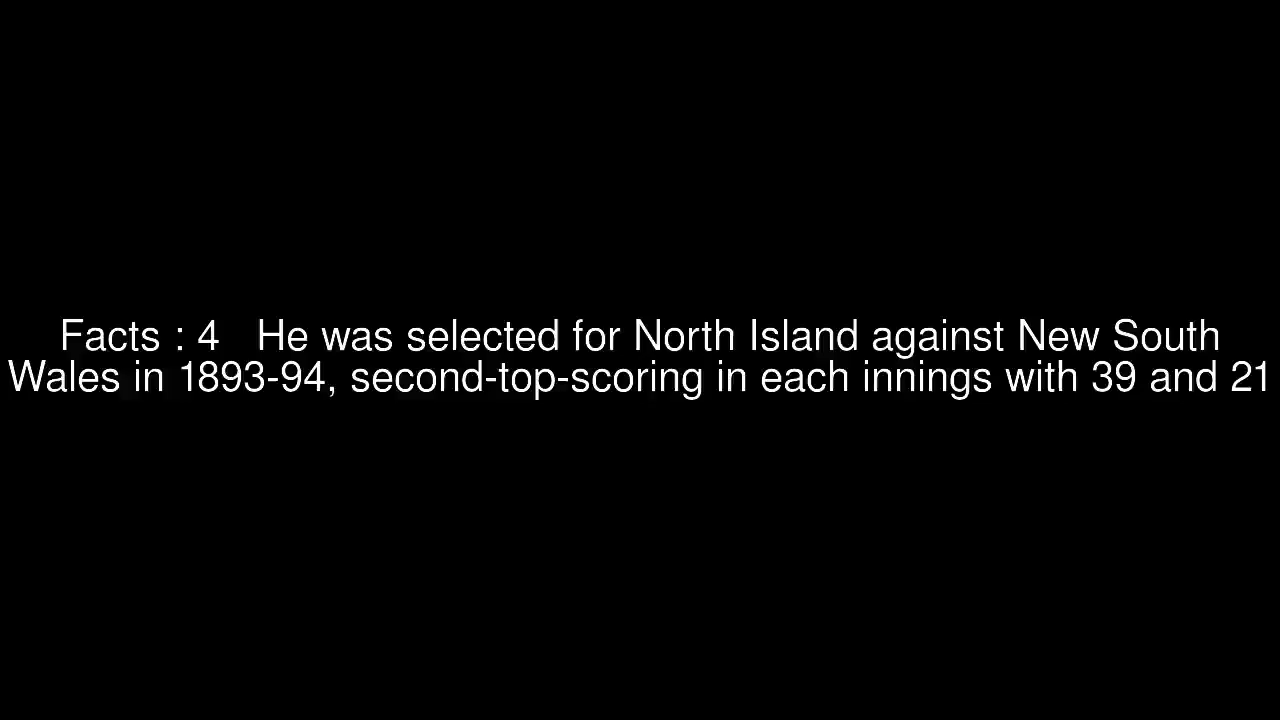 Facts : 4   He was selected for North Island against New South
Wales in 1893-94, second-top-scoring in each innings with 39 and 21